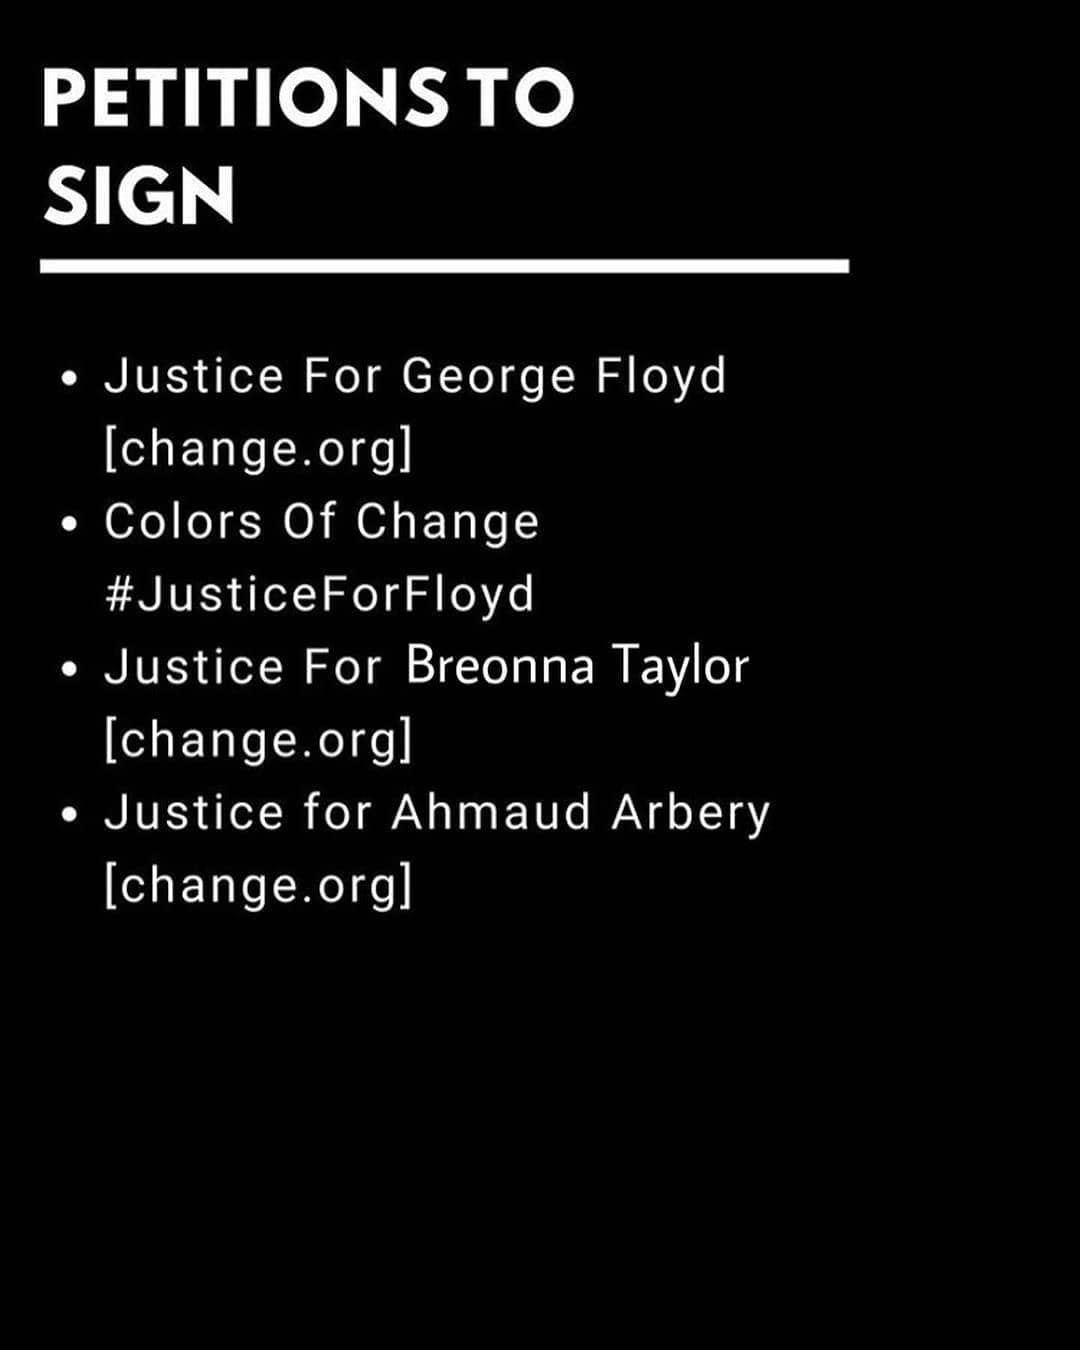 PETITIONS TO
SIGN
• Justice For George Floyd
[change.org]
• Colors Of Change
#JusticeForFloyd
• Justice For Breonna Taylor
[change.org]
• Justice for Ahmaud Arbery
[change.org]